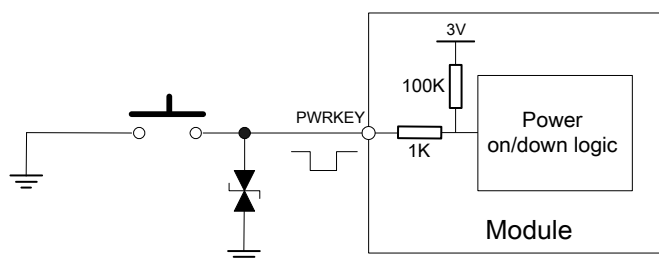 3V
100K
PWRKEY
1K
Power
on/down logic
Module